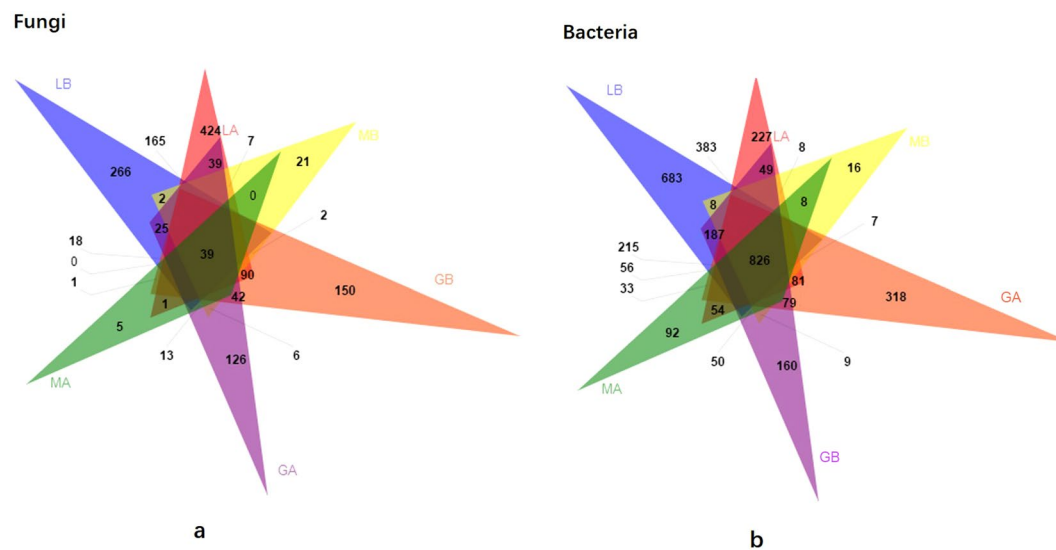 Fungi
LB
424
LA
7
MB
165
39
21
266
2
0
2
25
18
39
GB
0
90
1
150
42
1
5
13
6
126
MA
GA
a
Bacteria
LB
227
LA
8
MB
383
49
16
683
8
8
7
187
215
826
56
81
GA
33
318
54
79
92
50
9
160
MA
GB
b